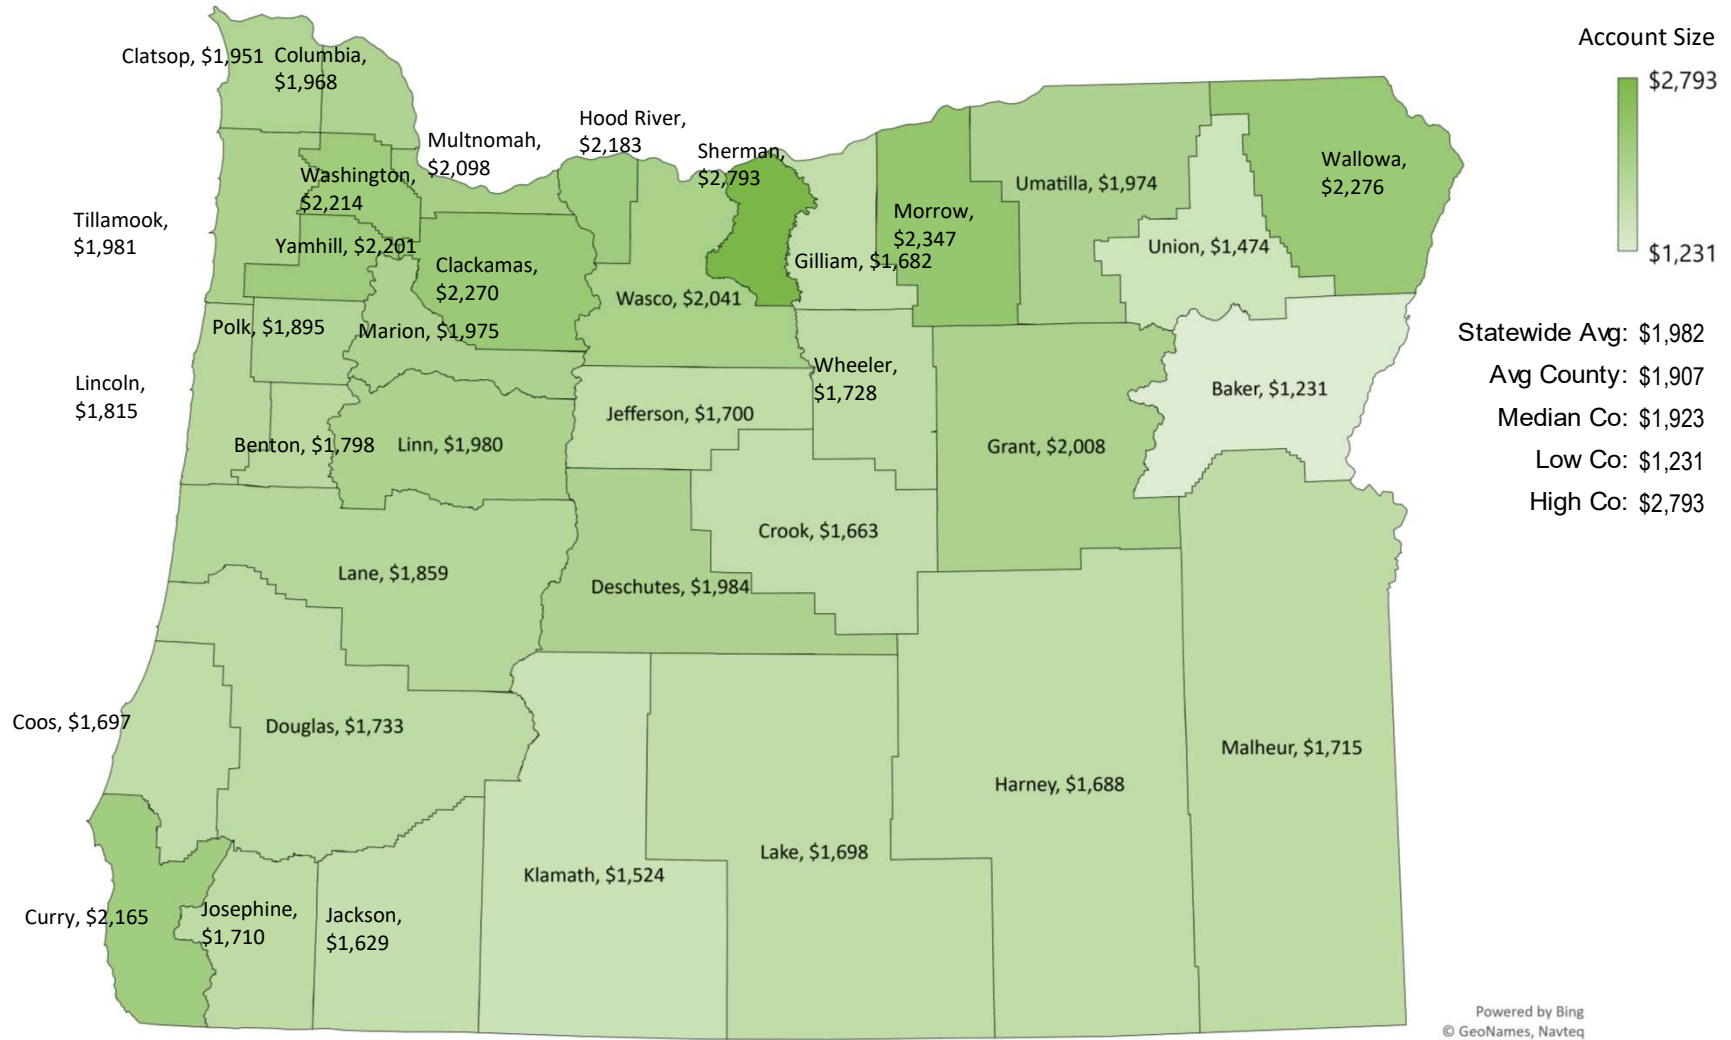 Clatsop, $1,951
Columbia,
$1,968
Account Size
$2,793
$1,231
Hood River,
$2,183
Multnomah,
$2,098
Sherman,
$2,793
Washington,
$2,214
Wallowa,
$2,276
Umatilla, $1,974
Morrow,
$2,347
Tillamook,
$1,981
Yamhill, $2,201
Union, $1,474
Gilliam, $1,682
Clackamas,
$2,270
Wasco, $2,041
Polk, $1,895
Marion, $1,975
Statewide Avg: $1,982
Avg County: $1,907
Median Co: $1,923
Low Co: $1,231
High Co: $2,793
Wheeler,
$1,728
Lincoln,
$1,815
Baker, $1,231
Jefferson, $1,700
Benton, $1,798
Linn, $1,980
Grant, $2,008
Crook, $1,663
Lane, $1,859
Deschutes, $1,984
Coos, $1,697
Douglas, $1,733
Malheur, $1,715
Harney, $1,688
Lake, $1,698
Klamath, $1,524
Curry, $2,165
Josephine,
$1,710
Jackson,
$1,629
Powered by Bing
© GeoNames, Navteq